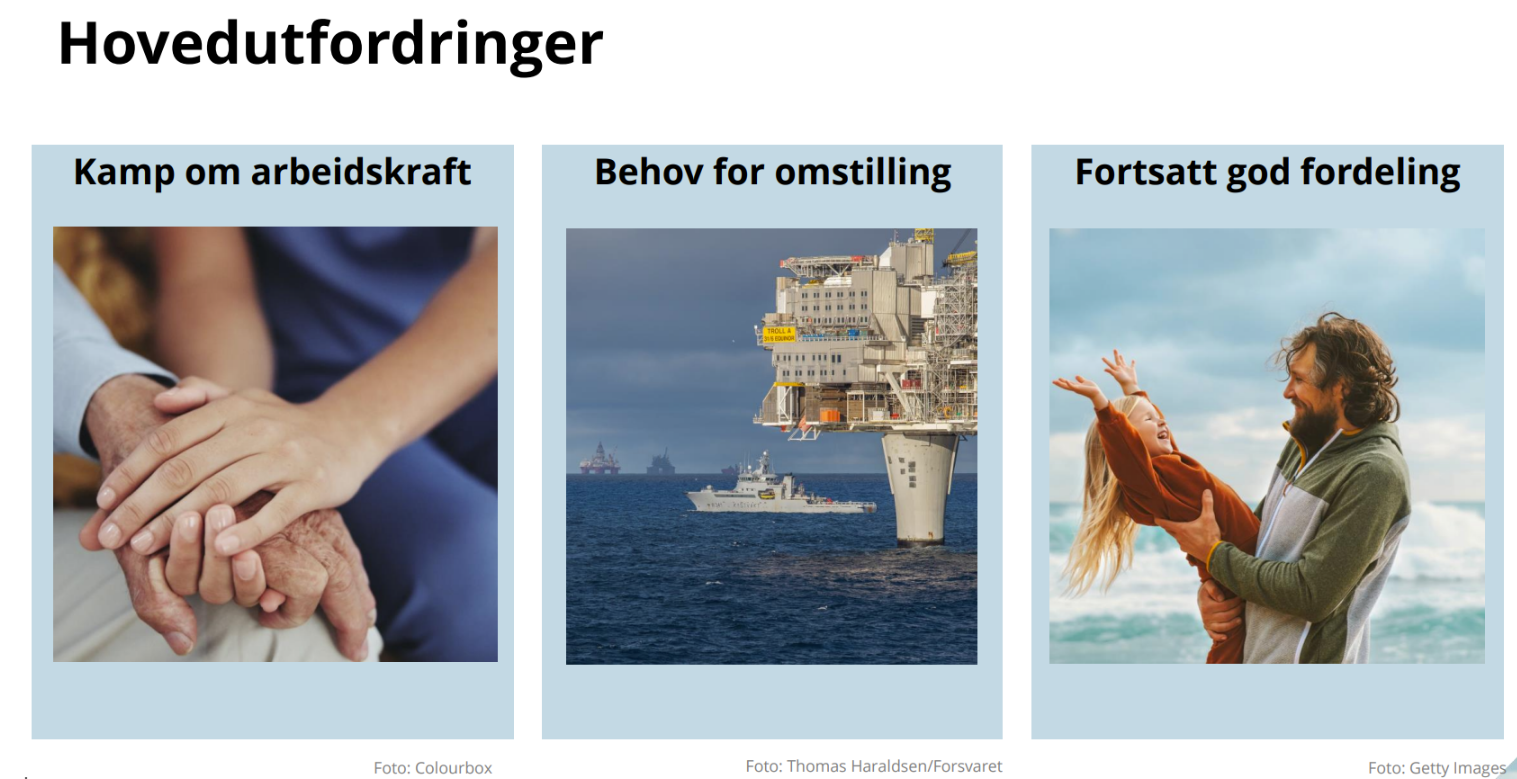 Hovedutfordringer
Kamp om arbeidskraft
Behov for omstilling
Fortsatt god fordeling
TROLL A
Foto: Colourbox
Foto: Thomas Haraldsen/Forsvaret
Foto: Getty Images